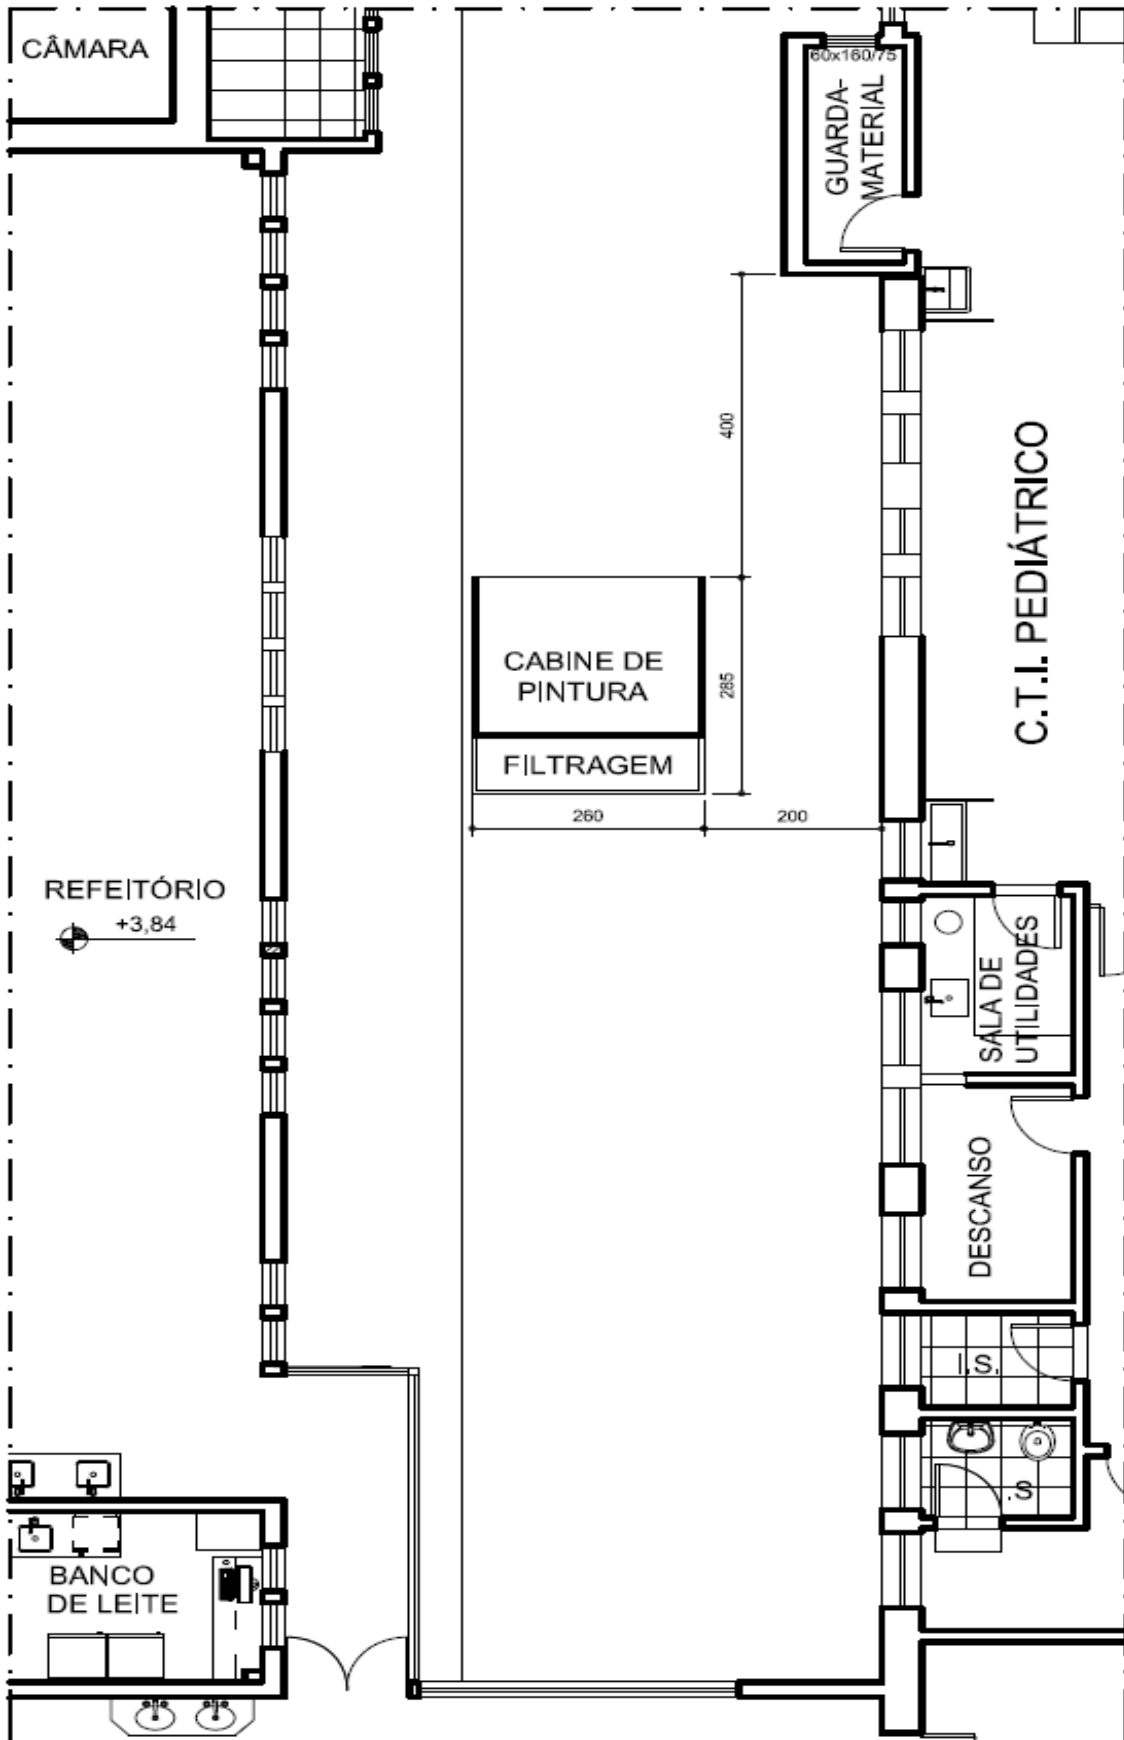 CÂMARA
60x160/75
GUARDA-
MATERIAL
400
C.T.I. PEDIÁTRICO
CABINE DE
PINTURA
285
FILTRAGEM
260
200
REFEITÓRIO
+3,84
SALA DE
UTILIDADES
DESCANSO
I.S.
.S
BANCO
DE LEITE